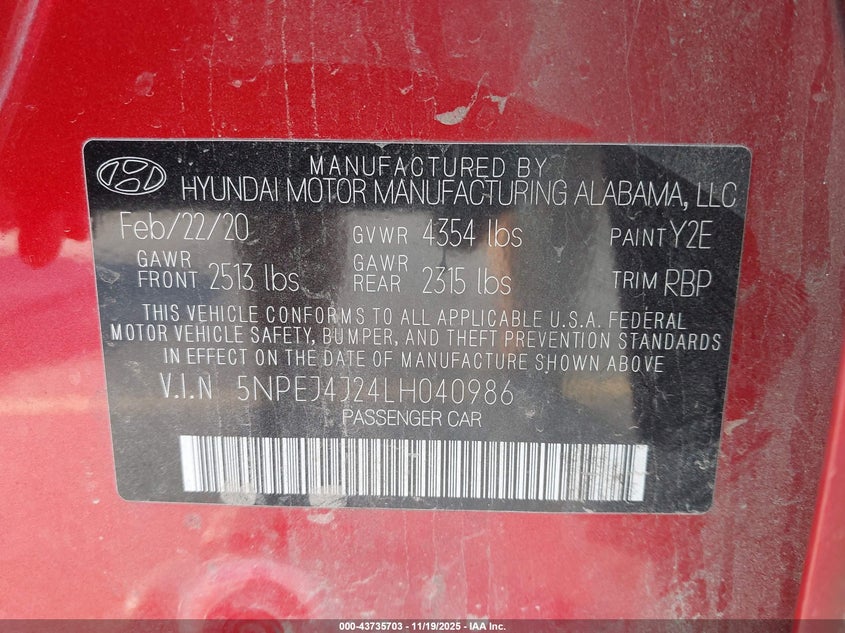 MANUFACTURED BY
HYUNDAI MOTOR MANUFACTURING ALABAMA, LLC
Feb/22/20 GVWR 4354 lbs PAINT Y2E
GAWR FRONT 2513 lbs GAWR REAR 2315 lbs TRIM RBP
THIS VEHICLE CONFORMS TO ALL APPLICABLE U.S.A. FEDERAL
MOTOR VEHICLE SAFETY, BUMPER, AND THEFT PREVENTION STANDARDS
IN EFFECT ON THE DATE OF MANUFACTURE SHOWN ABOVE
V.I.N 5NPEJ4J24LH040986
PASSENGER CAR
000-43735703 - 11/19/2025 - IAA Inc.